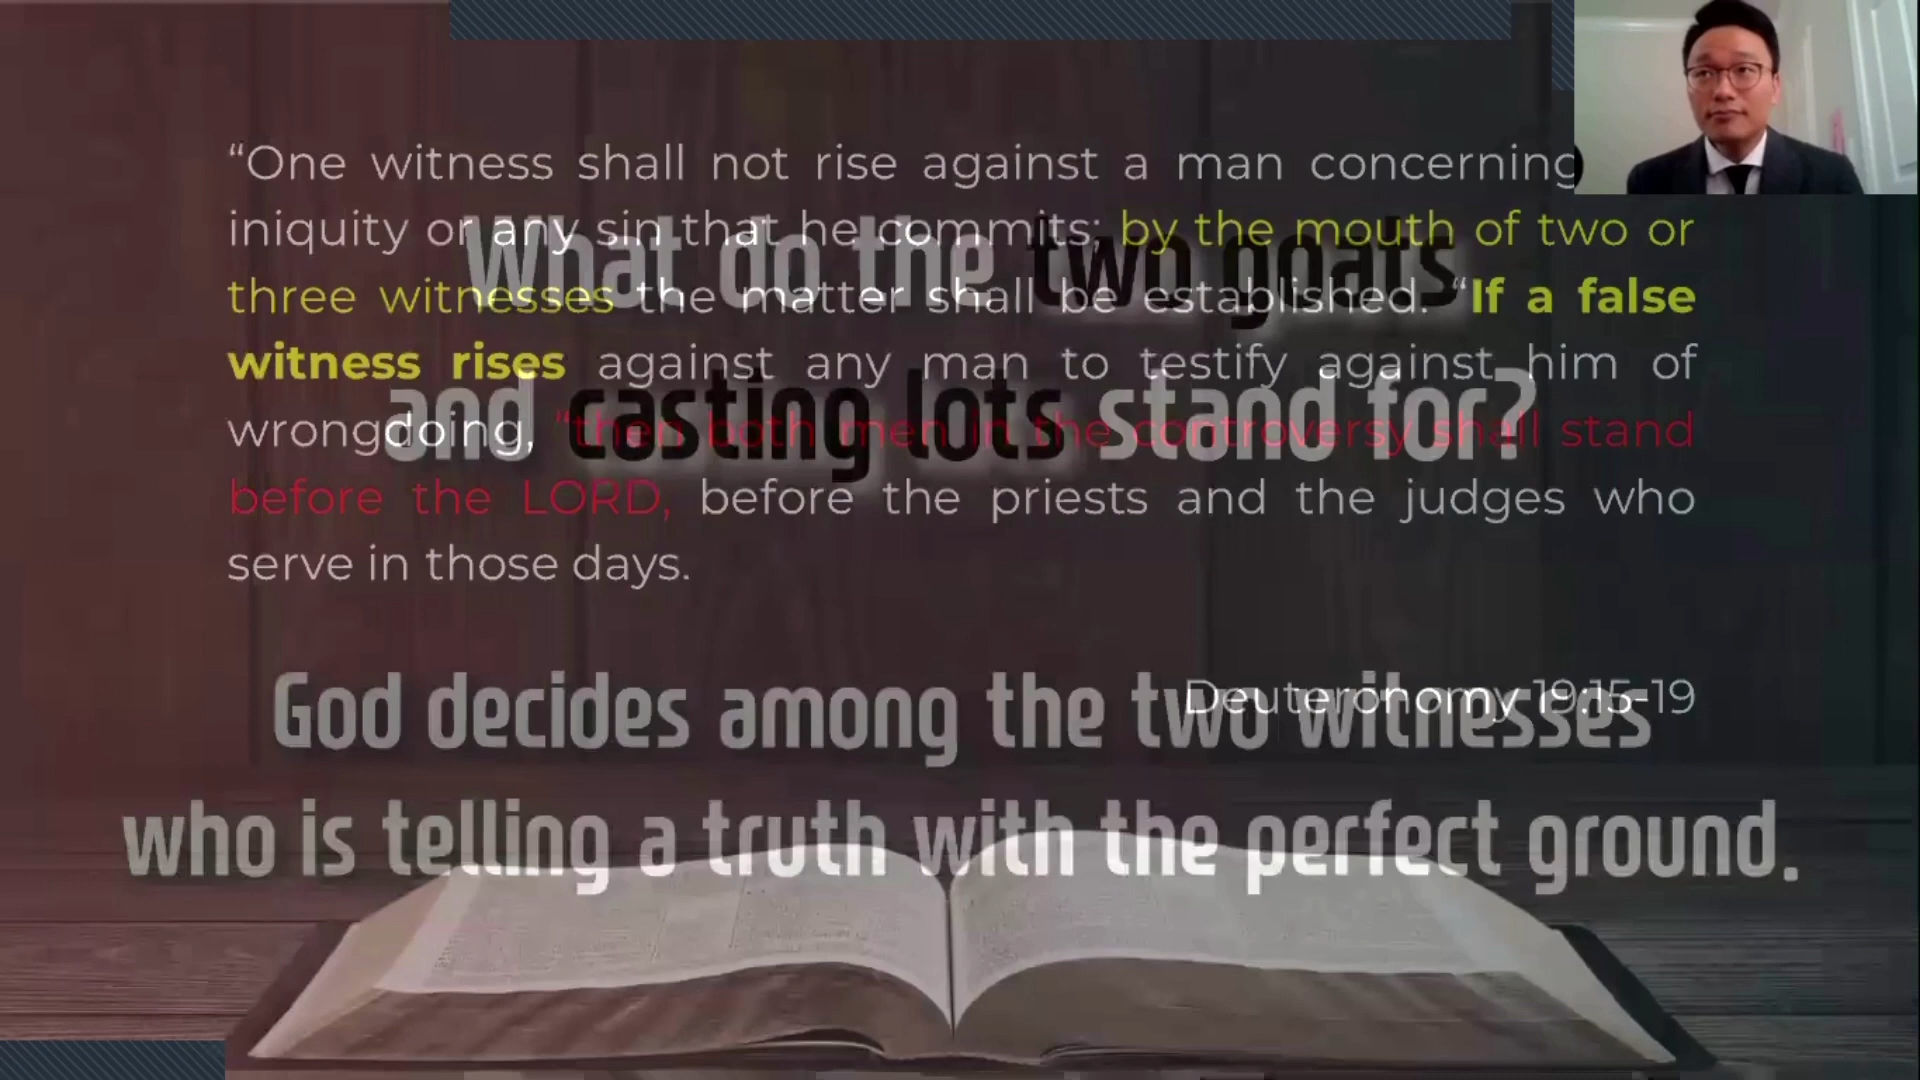 “One witness shall not rise against a man concerning
iniquity or any sin that he commits; by the mouth of two or
three witnesses the matter shall be established. “If a false
witness rises against any man to testify against him of
wrongdoing, “then both men in the controversy shall stand
before the LORD, before the priests and the judges who
serve in those days.
Deuteronomy 19:15-19
What do the two goats
and casting lots stand for?
God decides among the two witnesses
who is telling a truth with the perfect ground.